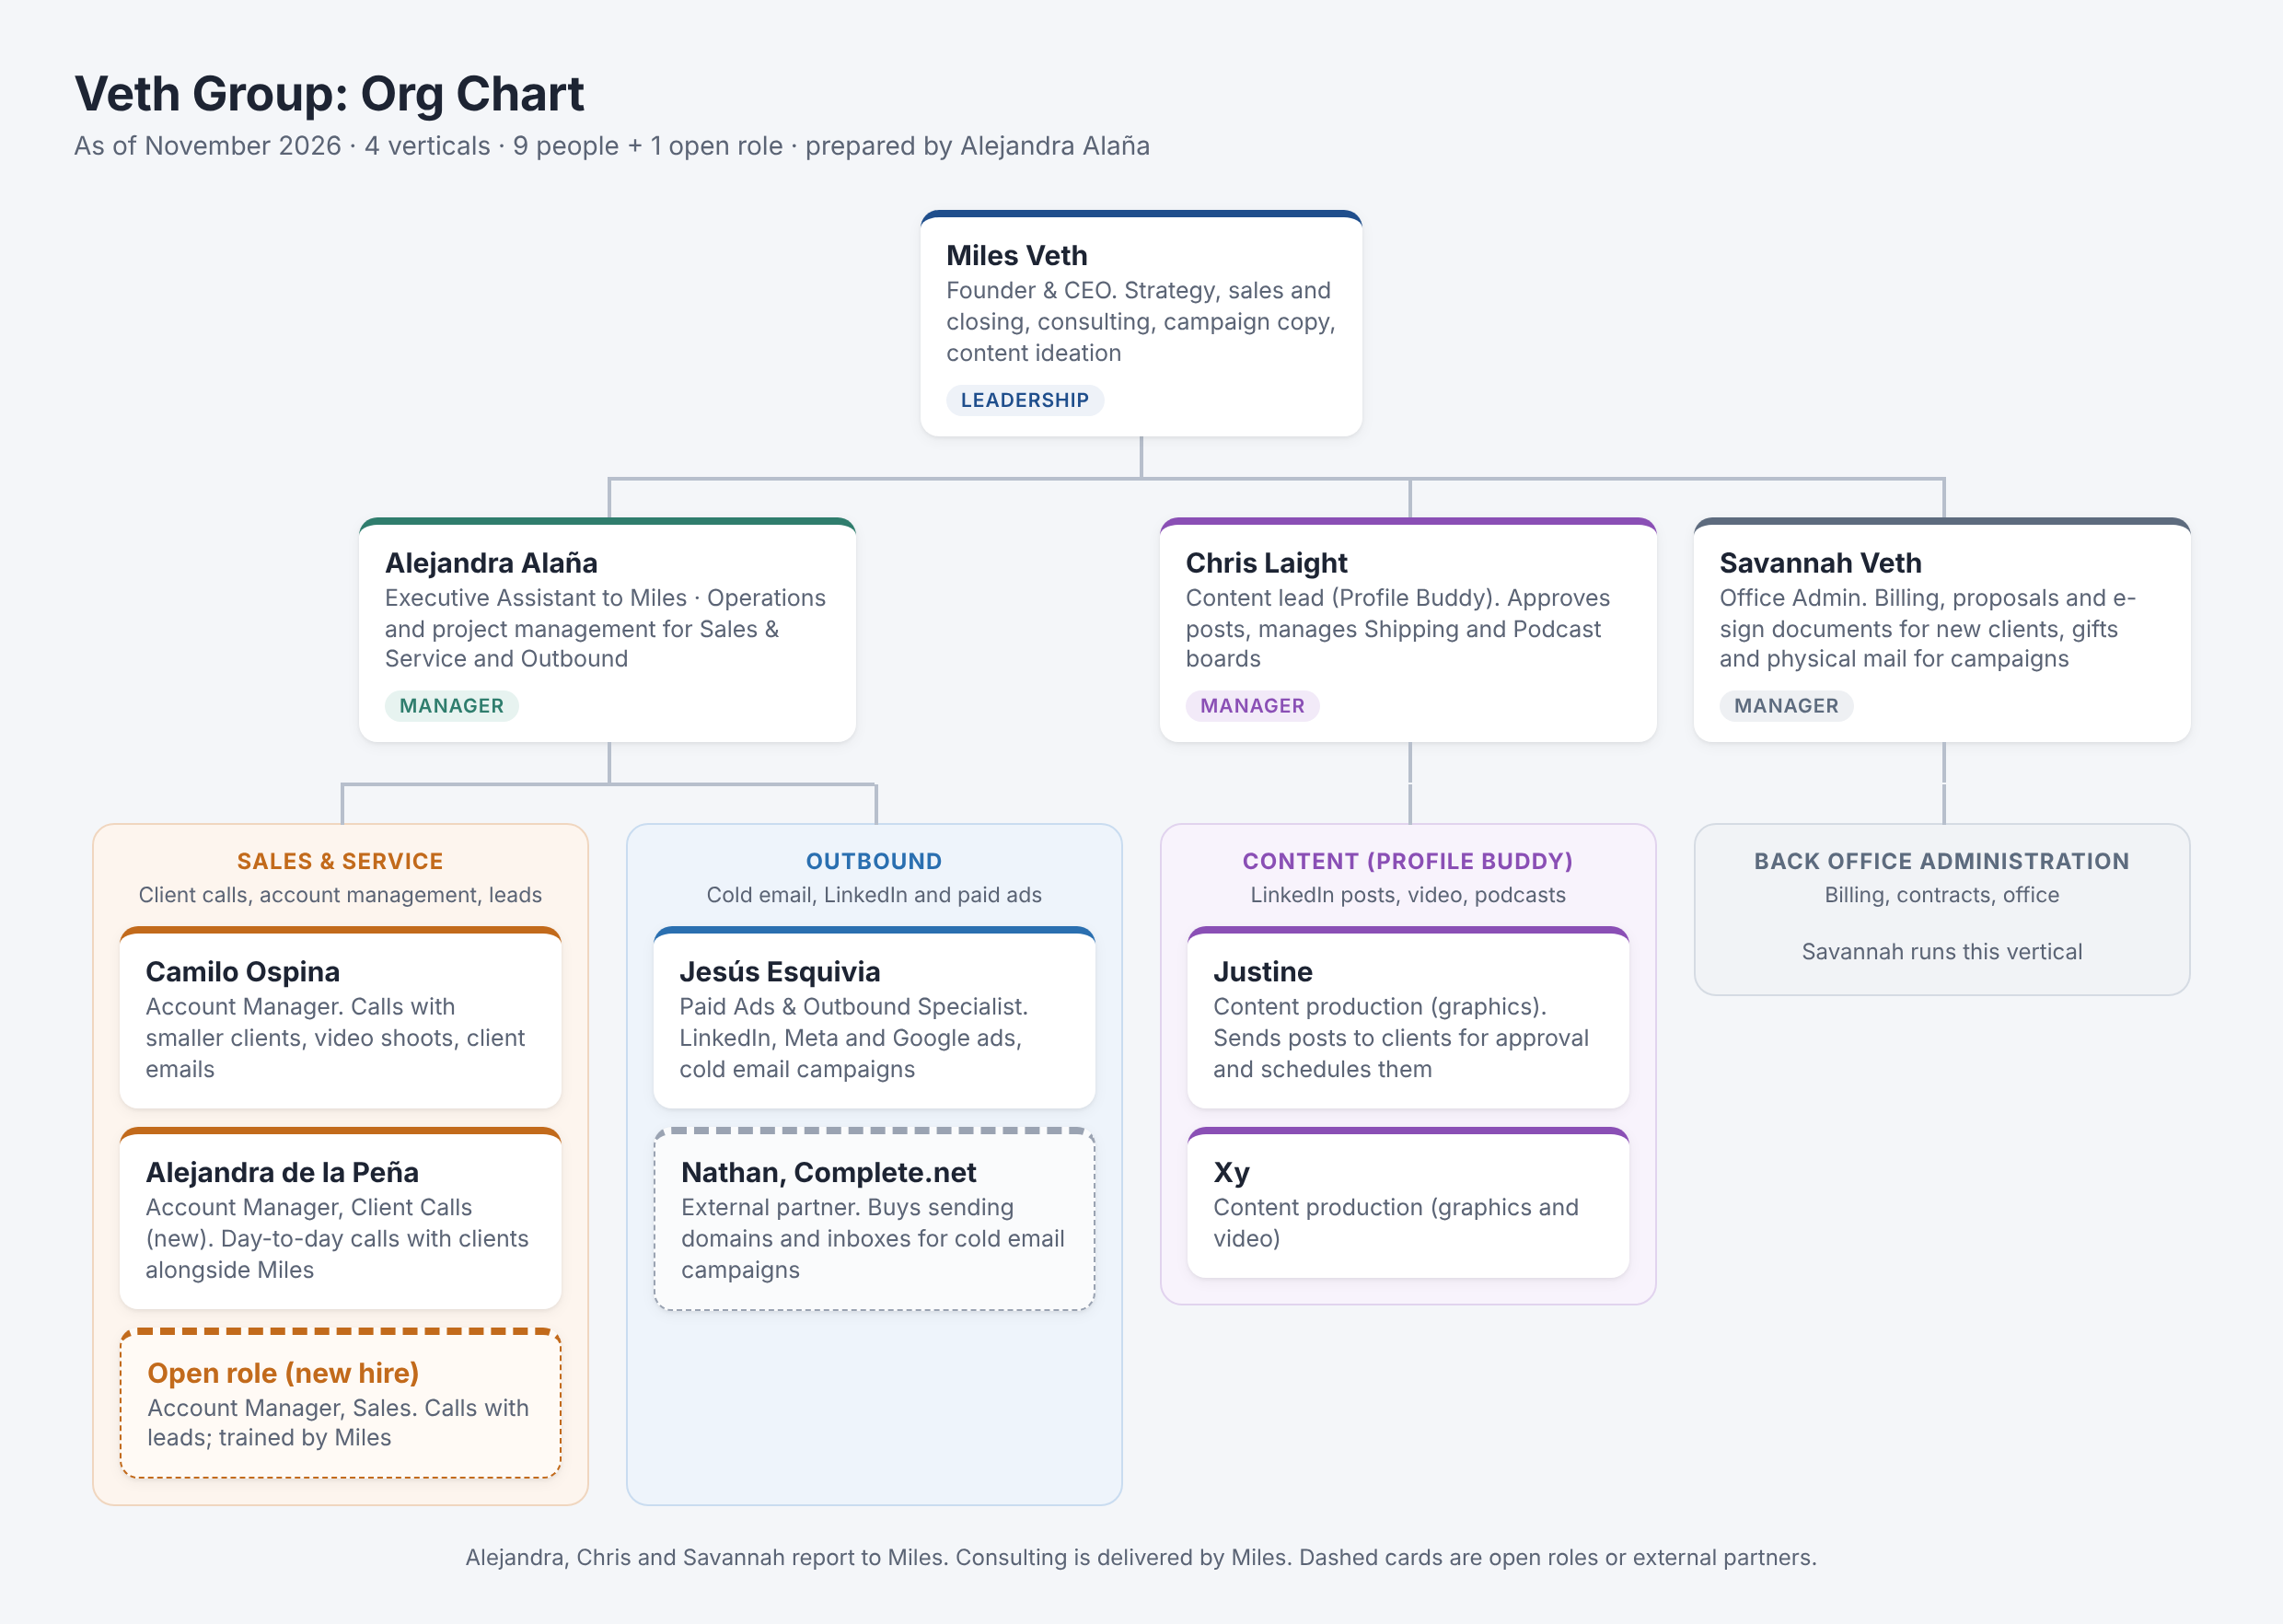 Veth Group: Org Chart
As of November 2026 · 4 verticals · 9 people + 1 open role · prepared by Alejandra Alaña
Miles Veth
Founder & CEO. Strategy, sales and
closing, consulting, campaign copy,
content ideation
LEADERSHIP
Alejandra Alaña
Executive Assistant to Miles · Operations
and project management for Sales &
Service and Outbound
MANAGER
Chris Laight
Content lead (Profile Buddy). Approves
posts, manages Shipping and Podcast
boards
MANAGER
Savannah Veth
Office Admin. Billing, proposals and e-
sign documents for new clients, gifts
and physical mail for campaigns
MANAGER
SALES & SERVICE
Client calls, account management, leads
Camilo Ospina
Account Manager. Calls with
smaller clients, video shoots, client
emails
Alejandra de la Peña
Account Manager, Client Calls
(new). Day-to-day calls with clients
alongside Miles
Open role (new hire)
Account Manager, Sales. Calls with
leads; trained by Miles
OUTBOUND
Cold email, LinkedIn and paid ads
Jesús Esquivia
Paid Ads & Outbound Specialist.
LinkedIn, Meta and Google ads,
cold email campaigns
Nathan, Complete.net
External partner. Buys sending
domains and inboxes for cold email
campaigns
CONTENT (PROFILE BUDDY)
LinkedIn posts, video, podcasts
Justine
Content production (graphics).
Sends posts to clients for approval
and schedules them
Xy
Content production (graphics and
video)
BACK OFFICE ADMINISTRATION
Billing, contracts, office
Savannah runs this vertical
Alejandra, Chris and Savannah report to Miles. Consulting is delivered by Miles. Dashed cards are open roles or external partners.